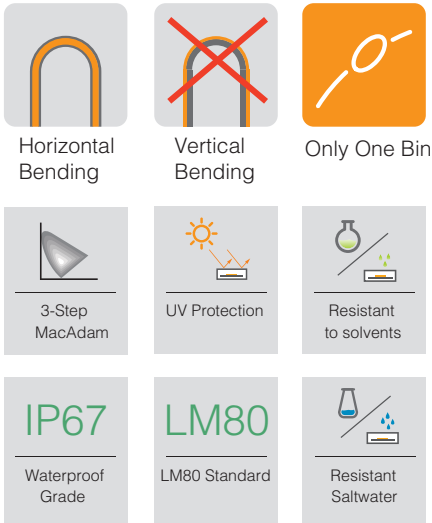 Horizontal
Bending
Vertical
Bending
Only One Bin
3-Step
MacAdam
UV Protection
Resistant
to solvents
IP67
Waterproof
Grade
LM80
LM80 Standard
Resistant
Saltwater